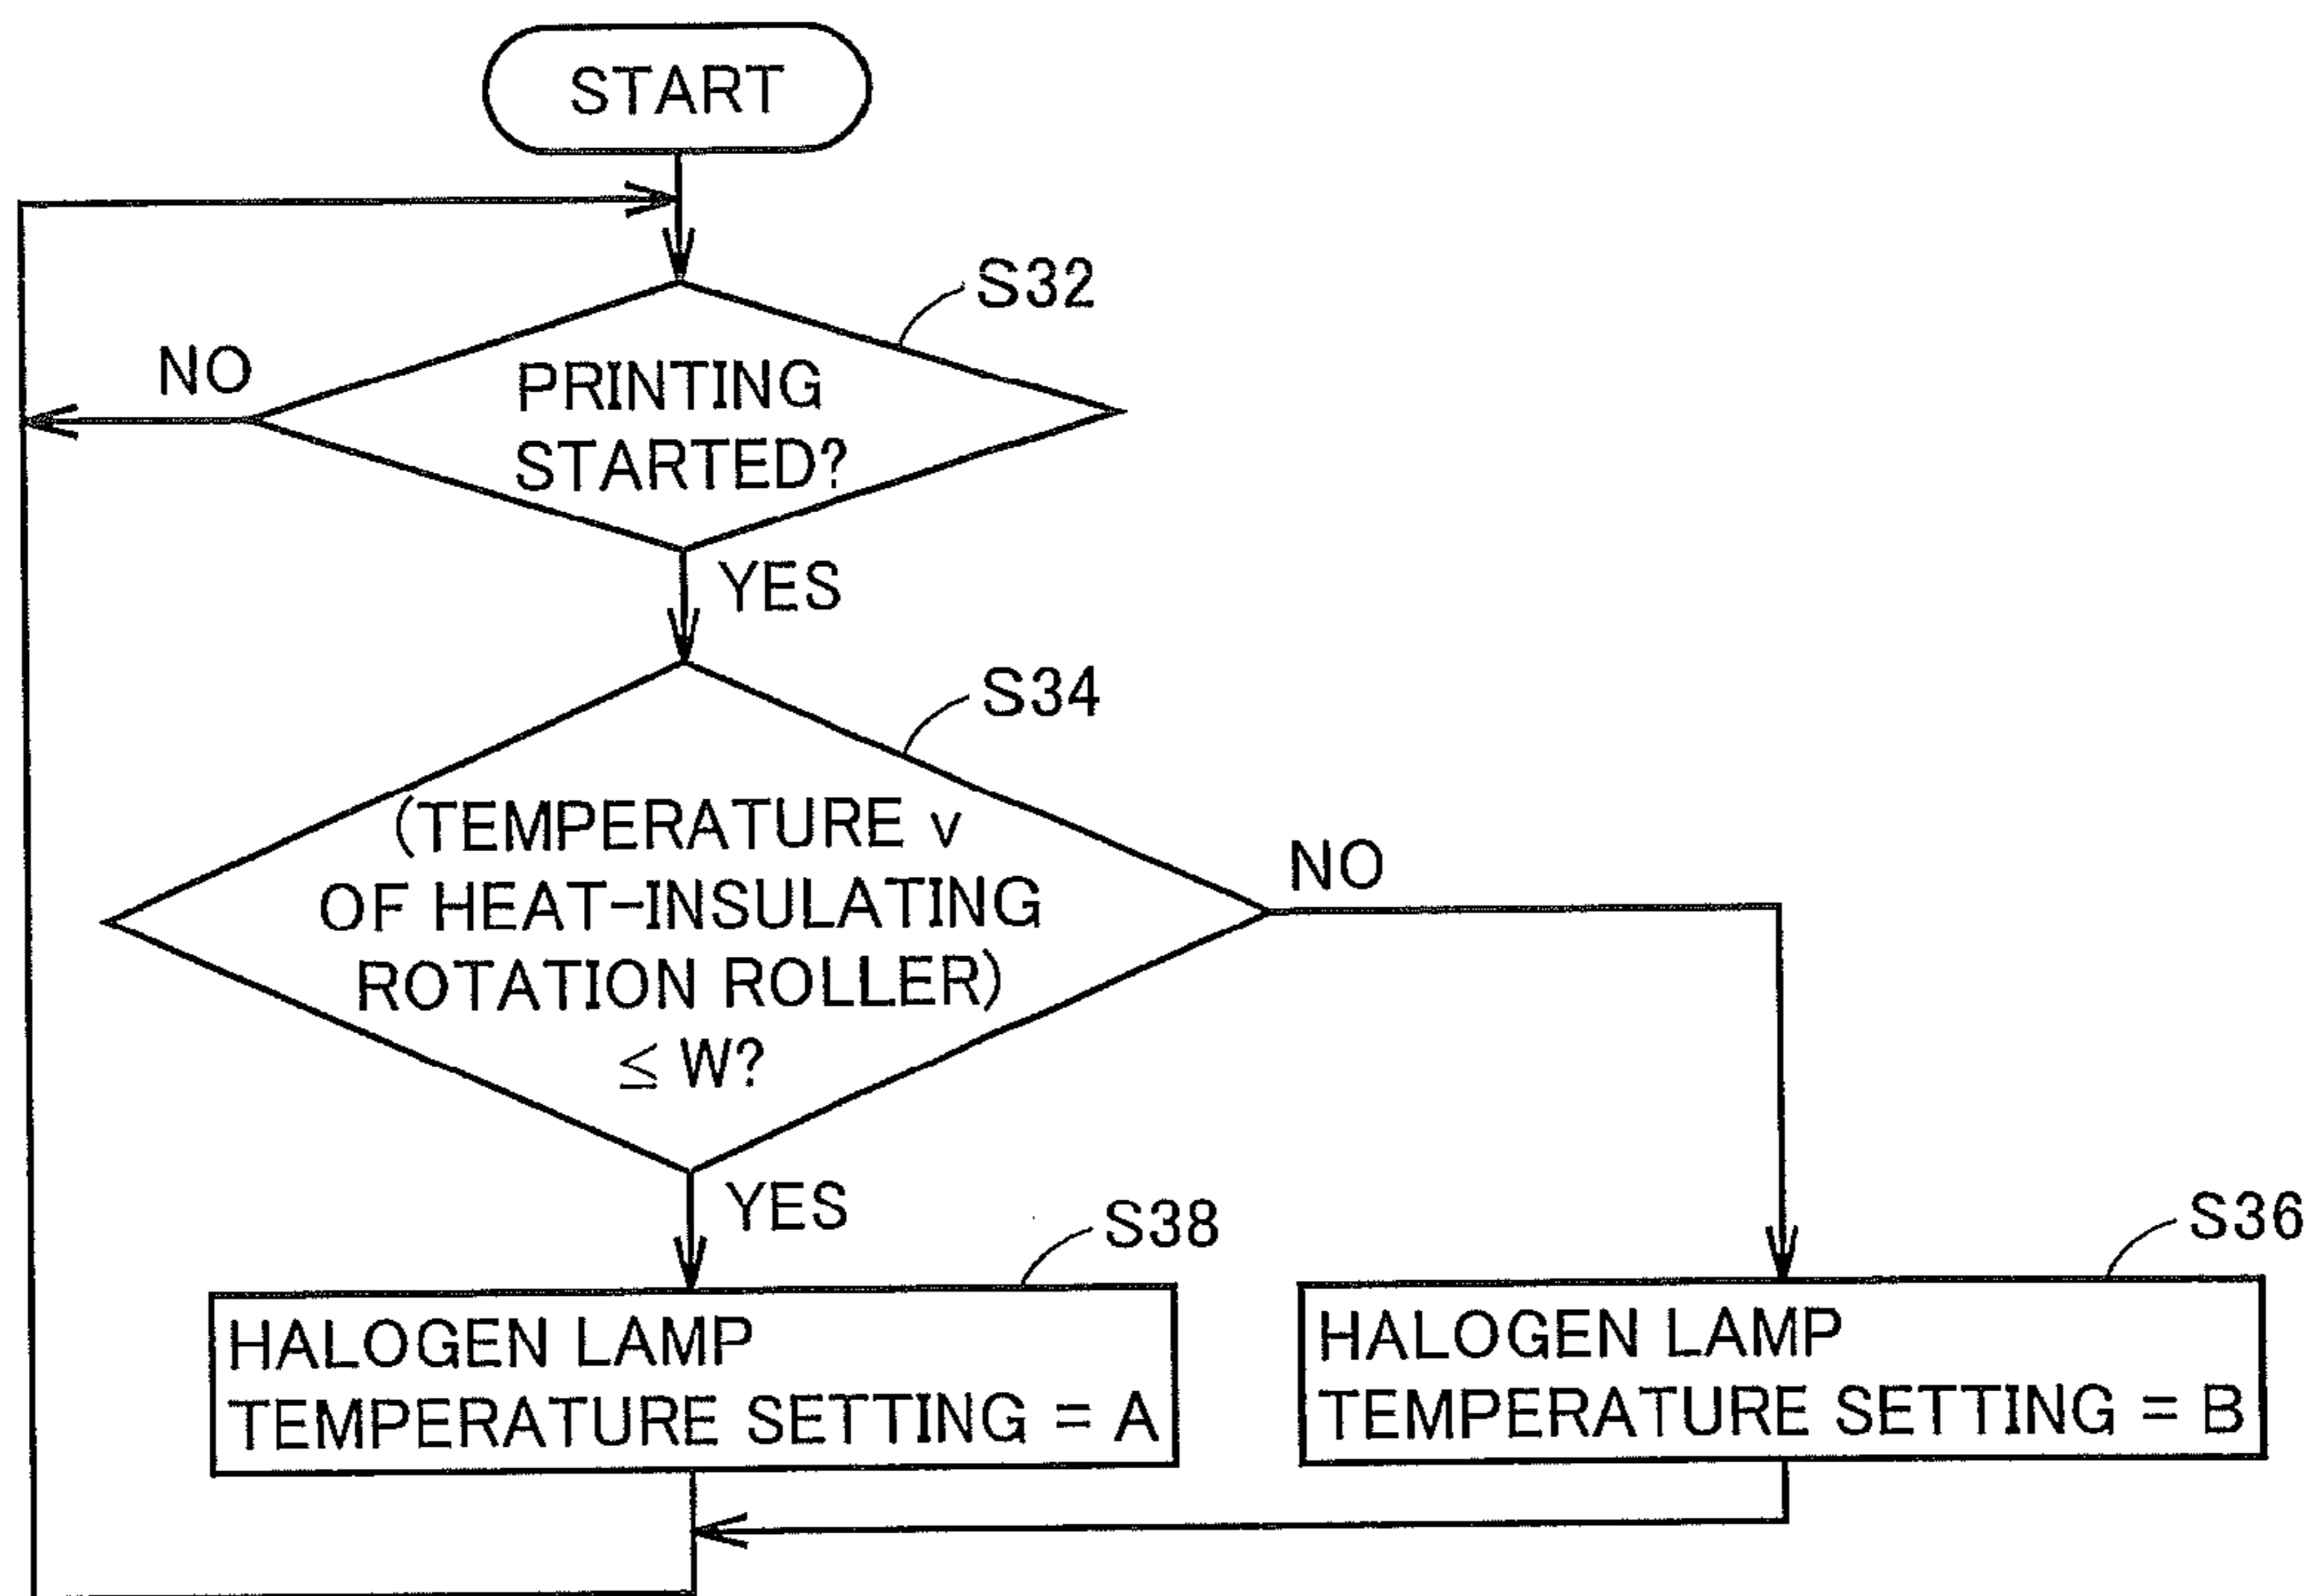 START
S32
NO
PRINTING
STARTED?
YES
S34
(TEMPERATURE v
OF HEAT-INSULATING
ROTATION ROLLER)
≤ W?
NO
YES
S38
HALOGEN LAMP
TEMPERATURE SETTING = A
S36
HALOGEN LAMP
TEMPERATURE SETTING = B